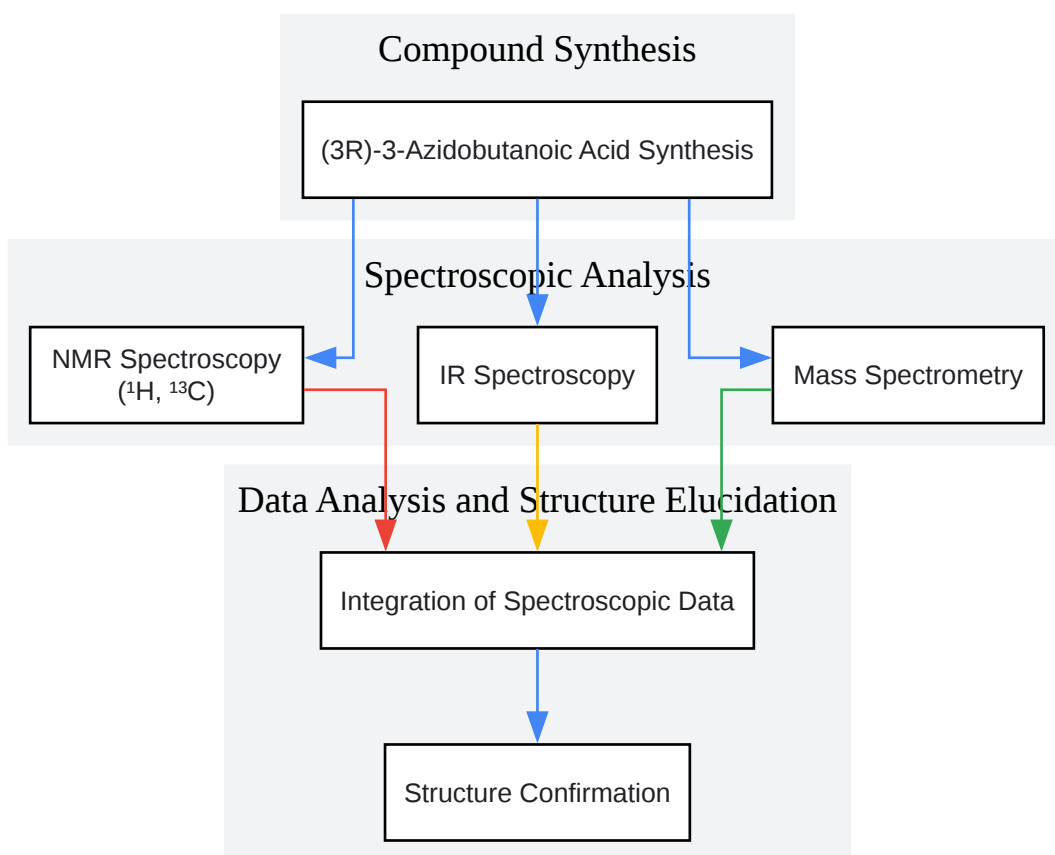 Compound Synthesis
(3R)-3-Azidobutanoic Acid Synthesis
Spectroscopic Analysis
NMR Spectroscopy
(¹H, ¹³C)
IR Spectroscopy
Mass Spectrometry
Data Analysis and Structure Elucidation
Integration of Spectroscopic Data
Structure Confirmation